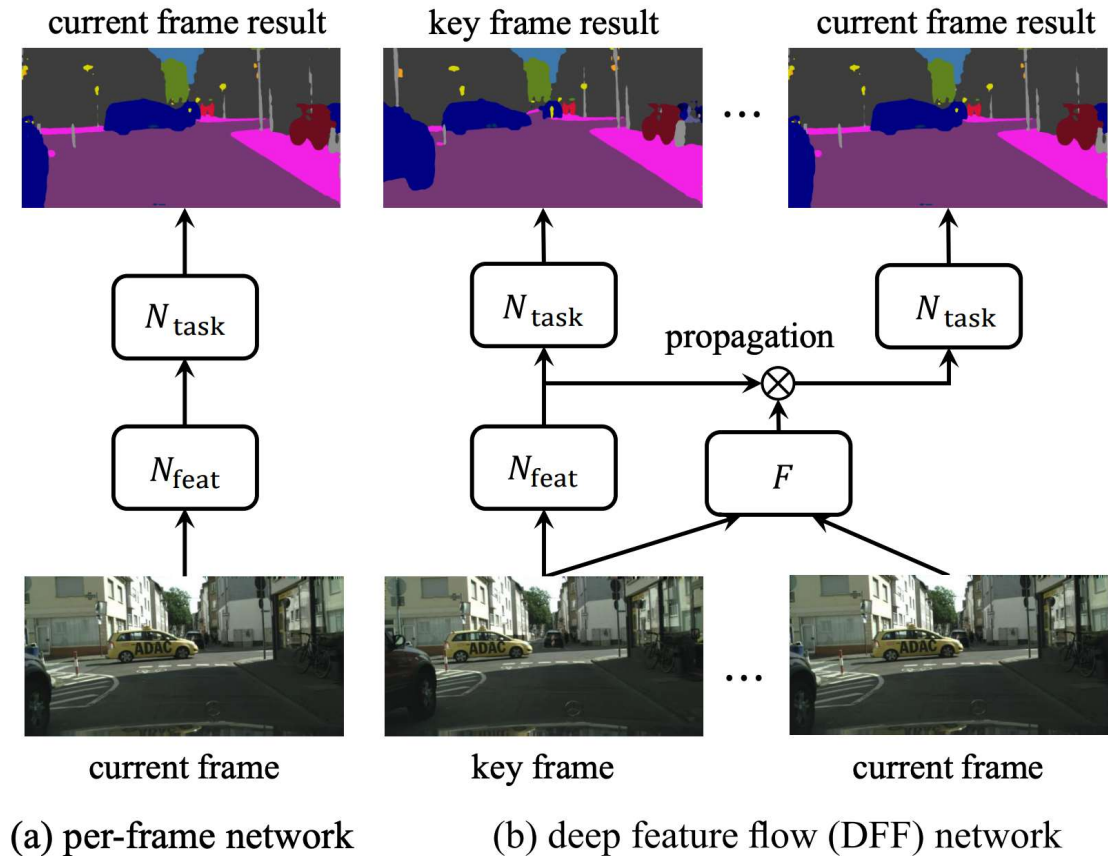 current frame result
key frame result
current frame result
...
N_task
N_task
N_task
propagation
N_feat
N_feat
F
ADAC
ADAC
ADAC
...
current frame
key frame
current frame
(a) per-frame network
(b) deep feature flow (DFF) network